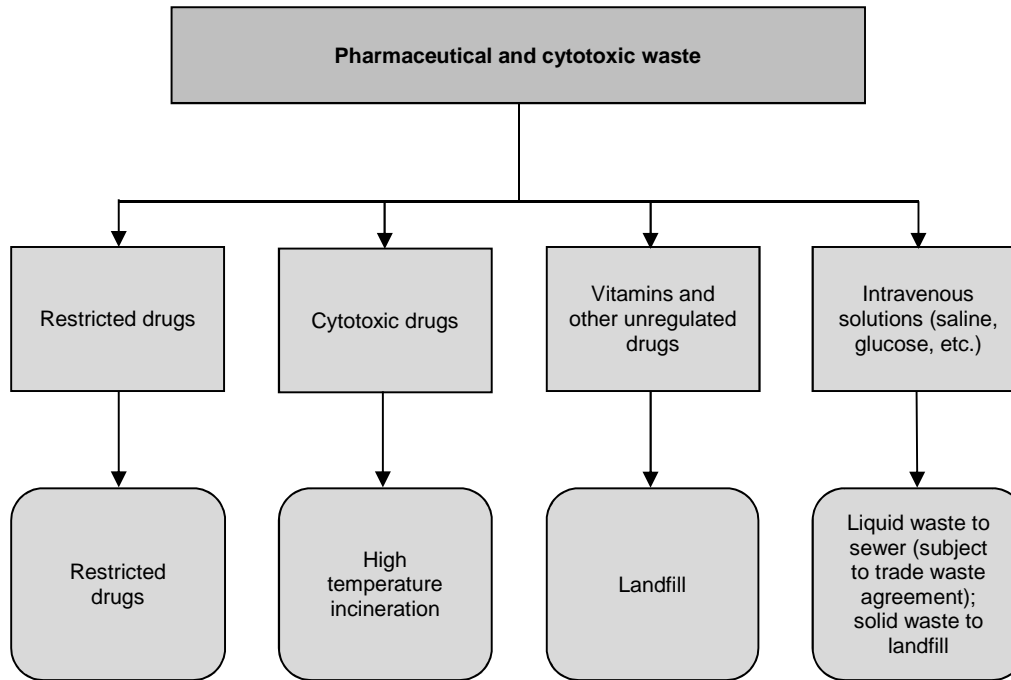 Pharmaceutical and cytotoxic waste
Restricted drugs
Cytotoxic drugs
Vitamins and
other unregulated
drugs
Intravenous
solutions (saline,
glucose, etc.)
Restricted
drugs
High
temperature
incineration
Landfill
Liquid waste to
sewer (subject
to trade waste
agreement);
solid waste to
landfill